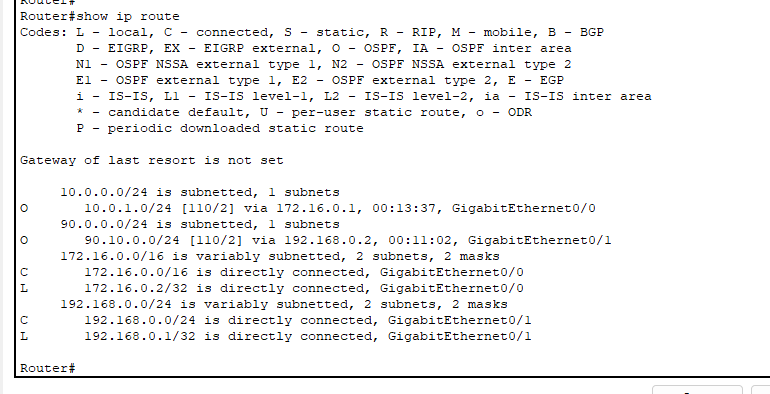 Router#
Router#show ip route
Codes: L - local, C - connected, S - static, R - RIP, M - mobile, B - BGP
D - EIGRP, EX - EIGRP external, O - OSPF, IA - OSPF inter area
N1 - OSPF NSSA external type 1, N2 - OSPF NSSA external type 2
E1 - OSPF external type 1, E2 - OSPF external type 2, E - EGP
i - IS-IS, L1 - IS-IS level-1, L2 - IS-IS level-2, ia - IS-IS inter area
* - candidate default, U - per-user static route, o - ODR
P - periodic downloaded static route
Gateway of last resort is not set
10.0.0.0/24 is subnetted, 1 subnets
O 10.0.1.0/24 [110/2] via 172.16.0.1, 00:13:37, GigabitEthernet0/0
90.0.0.0/24 is subnetted, 1 subnets
O 90.10.0.0/24 [110/2] via 192.168.0.2, 00:11:02, GigabitEthernet0/1
172.16.0.0/16 is variably subnetted, 2 subnets, 2 masks
C 172.16.0.0/16 is directly connected, GigabitEthernet0/0
L 172.16.0.2/32 is directly connected, GigabitEthernet0/0
192.168.0.0/24 is variably subnetted, 2 subnets, 2 masks
C 192.168.0.0/24 is directly connected, GigabitEthernet0/1
L 192.168.0.1/32 is directly connected, GigabitEthernet0/1
Router#